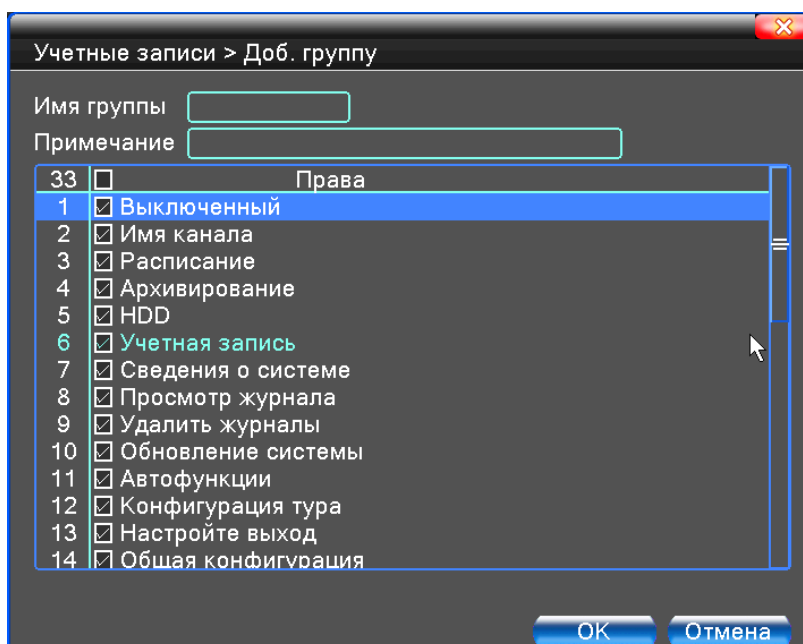 Учетные записи > Доб. группу
Имя группы
Примечание
33 Права
1 Выключенный
2 Имя канала
3 Расписание
4 Архивирование
5 HDD
6 Учетная запись
7 Сведения о системе
8 Просмотр журнала
9 Удалить журналы
10 Обновление системы
11 Автофункции
12 Конфигурация тура
13 Настройте выход
14 Общая конфигурация
OK Отмена